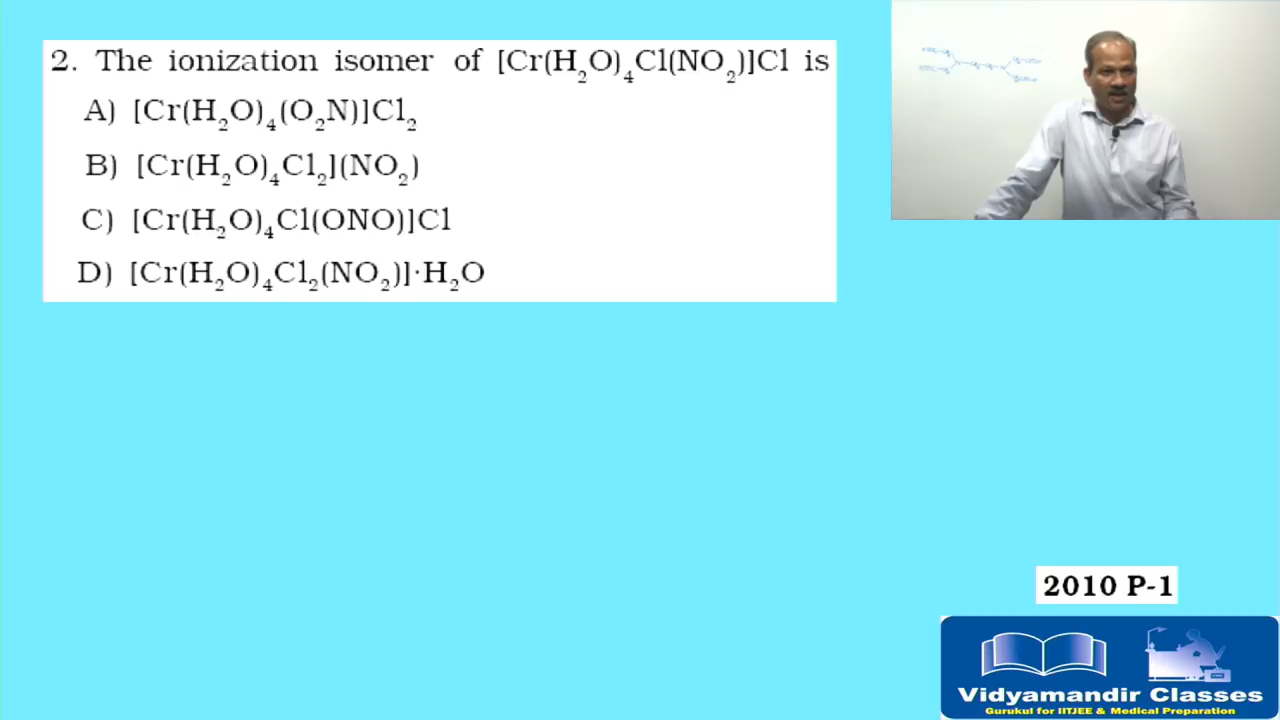 2. The ionization isomer of [Cr(H₂O)₄Cl(NO₂)]Cl is
A) [Cr(H₂O)₄(O₂N)]Cl₂
B) [Cr(H₂O)₄Cl₂](NO₂)
C) [Cr(H₂O)₄Cl(ONO)]Cl
D) [Cr(H₂O)₄Cl₂(NO₂)]·H₂O
2010 P-1
Vidyamandir Classes
Gurukul for IITJEE & Medical Preparation